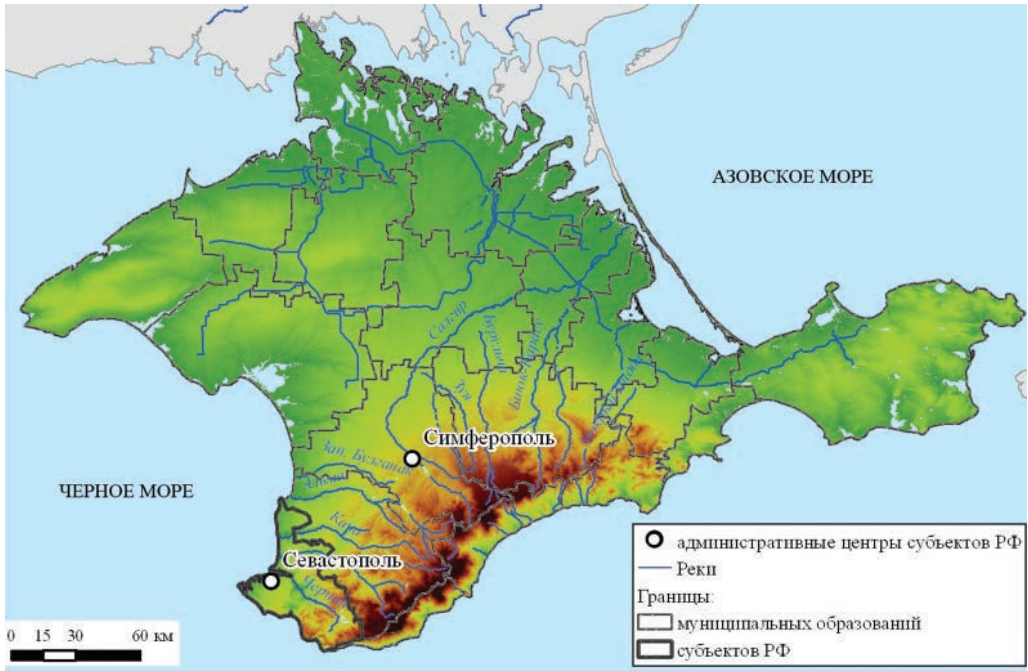 АЗОВСКОЕ МОРЕ
Салгир
Бурульча
Биюк-Карасу
Зуя
Симферополь
Зап. Булганак
ЧЕРНОЕ МОРЕ
Альма
Кача
Севастополь
Черная
0 15 30 60 км
административные центры субъектов РФ
Реки
Границы:
муниципальных образований
субъектов РФ